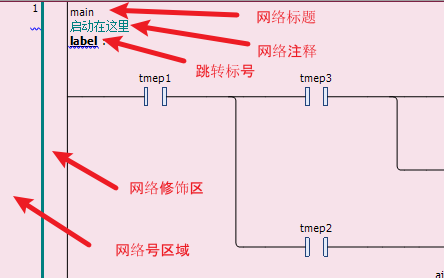 1
main
网络标题
启动在这里
网络注释
label :
跳转标号
tmep1
tmep3
网络修饰区
tmep2
网络号区域